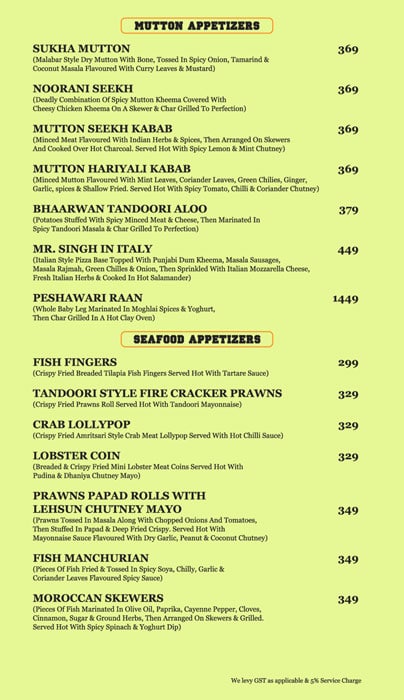 MUTTON APPETIZERS
SUKHA MUTTON 369
(Malabar Style Dry Mutton With Bone, Tossed In Spicy Onion, Tamarind &
Coconut Masala Flavoured With Curry Leaves & Mustard)
NOORANI SEEKH 369
(Deadly Combination Of Spicy Mutton Kheema Covered With
Cheesy Chicken Kheema On A Skewer & Char Grilled To Perfection)
MUTTON SEEKH KABAB 369
(Minced Meat Flavoured With Indian Herbs & Spices, Then Arranged On Skewers
And Cooked Over Hot Charcoal. Served Hot With Spicy Lemon & Mint Chutney)
MUTTON HARIYALI KABAB 369
(Minced Mutton Flavoured With Mint Leaves, Coriander Leaves, Green Chilies, Ginger,
Garlic, spices & Shallow Fried. Served Hot With Spicy Tomato, Chilli & Coriander Chutney)
BHAARWAN TANDOORI ALOO 379
(Potatoes Stuffed With Spicy Minced Meat & Cheese, Then Marinated In
Spicy Tandoori Masala & Char Grilled To Perfection)
MR. SINGH IN ITALY 449
(Italian Style Pizza Base Topped With Punjabi Dum Kheema, Masala Sausages,
Masala Rajmah, Green Chilles & Onion, Then Sprinkled With Italian Mozzarella Cheese,
Fresh Italian Herbs & Cooked In Hot Salamander)
PESHAWARI RAAN 1449
(Whole Baby Leg Marinated In Moghlai Spices & Yoghurt,
Then Char Grilled In A Hot Clay Oven)
SEAFOOD APPETIZERS
FISH FINGERS 299
(Crispy Fried Breaded Tilapia Fish Fingers Served Hot With Tartare Sauce)
TANDOORI STYLE FIRE CRACKER PRAWNS 329
(Crispy Fried Prawns Roll Served Hot With Tandoori Mayonnaise)
CRAB LOLLYPOP 329
(Crispy Fried Amritsari Style Crab Meat Lollypop Served With Hot Chilli Sauce)
LOBSTER COIN 329
(Breaded & Crispy Fried Mini Lobster Meat Coins Served Hot With
Pudina & Dhaniya Chutney Mayo)
PRAWNS PAPAD ROLLS WITH
LEHSUN CHUTNEY MAYO 349
(Prawns Tossed In Masala Along With Chopped Onions And Tomatoes,
Then Stuffed In Papad & Deep Fried Crispy. Served Hot With
Mayonnaise Sauce Flavoured With Dry Garlic, Peanut & Coconut Chutney)
FISH MANCHURIAN 349
(Pieces Of Fish Fried & Tossed In Spicy Soya, Chilly, Garlic &
Coriander Leaves Flavoured Spicy Sauce)
MOROCCAN SKEWERS 349
(Pieces Of Fish Marinated In Olive Oil, Paprika, Cayenne Pepper, Cloves,
Cinnamon, Sugar & Ground Herbs, Then Arranged On Skewers & Grilled.
Served Hot With Spicy Spinach & Yoghurt Dip)
We levy GST as applicable & 5% Service Charge